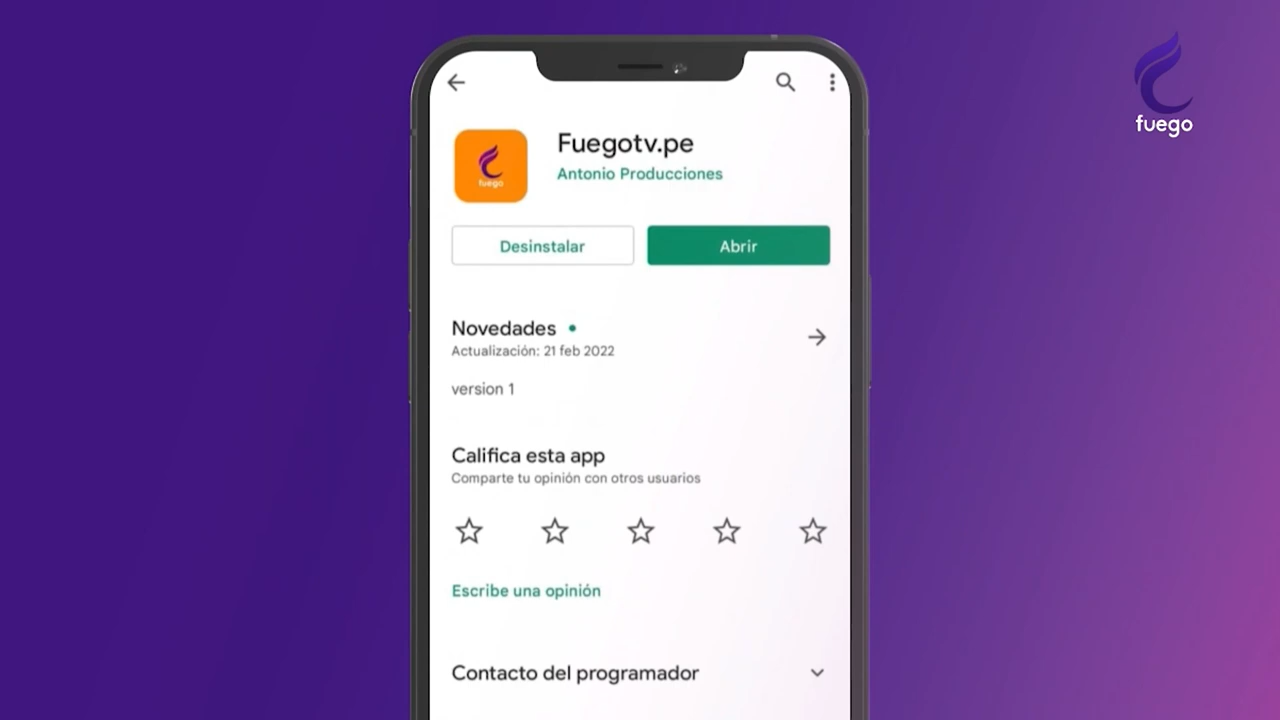 fuego
Fuegotv.pe
Antonio Producciones
fuego
Desinstalar
Abrir
Novedades
Actualización: 21 feb 2022
version 1
Califica esta app
Comparte tu opinión con otros usuarios
Escribe una opinión
Contacto del programador